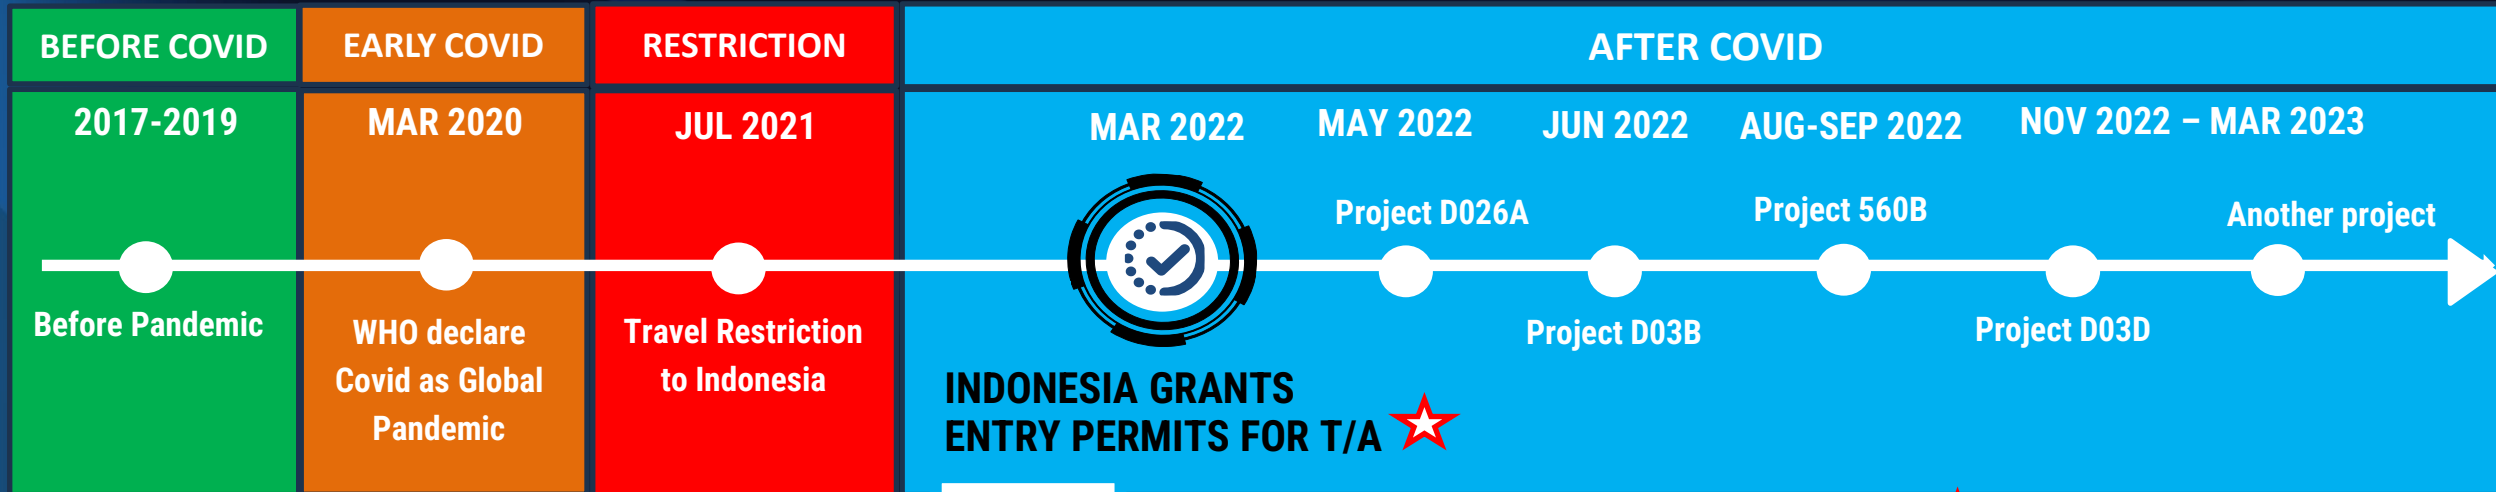 BEFORE COVID
EARLY COVID
RESTRICTION
AFTER COVID
2017-2019
MAR 2020
JUL 2021
MAR 2022
MAY 2022
JUN 2022
AUG-SEP 2022
NOV 2022 – MAR 2023
Project D026A
Project 560B
Another project
Before Pandemic
WHO declare
Covid as Global
Pandemic
Travel Restriction
to Indonesia
Project D03B
Project D03D
INDONESIA GRANTS
ENTRY PERMITS FOR T/A